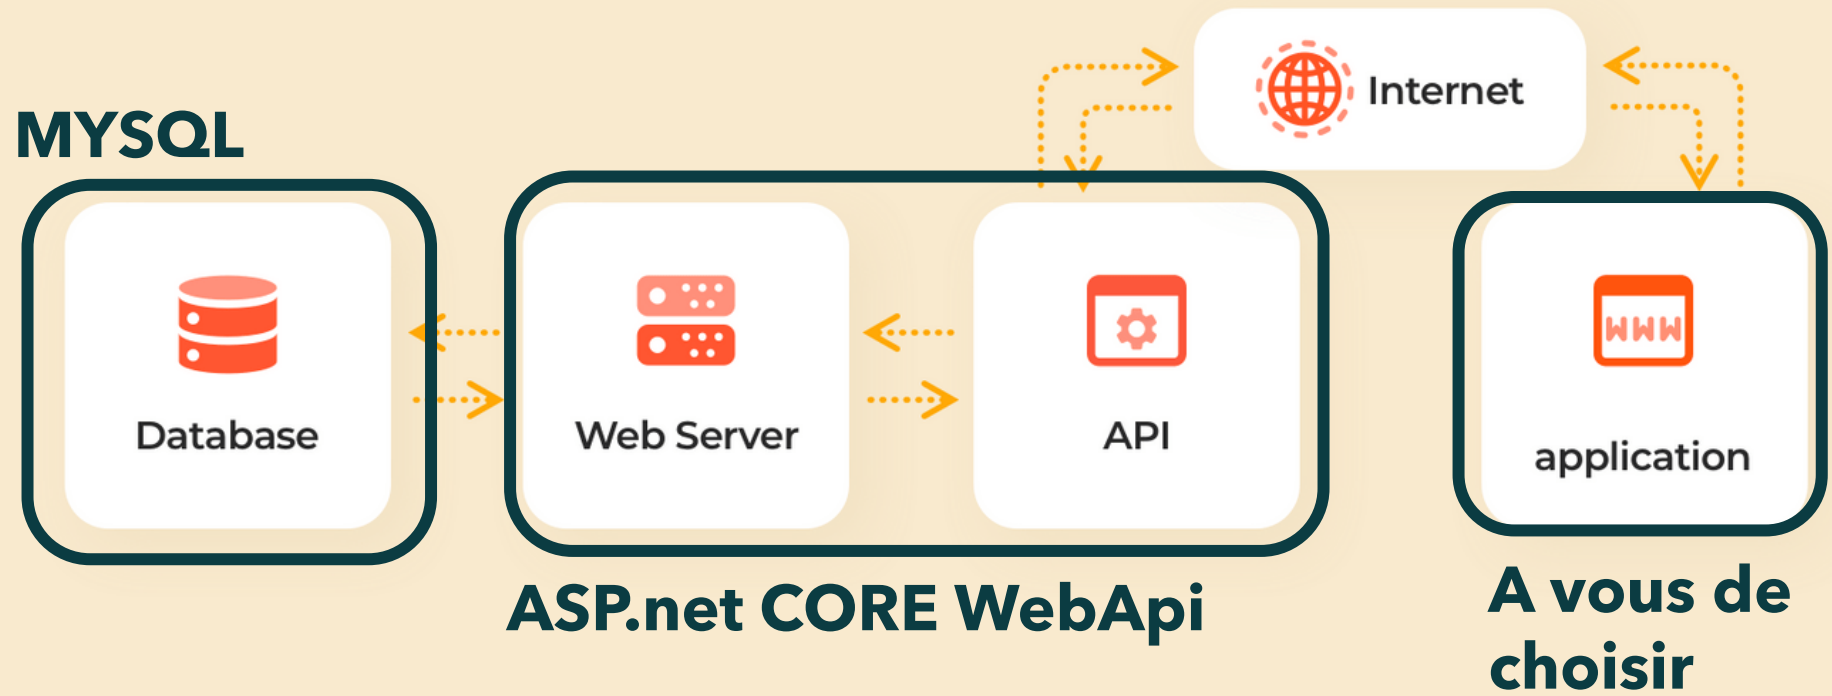 Internet
MYSQL
Database
Web Server
API
www
application
ASP.net CORE WebApi
A vous de
choisir